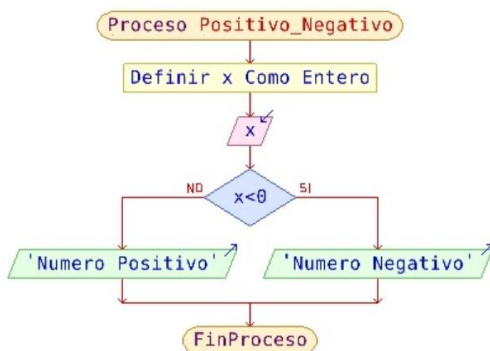 Proceso Positivo_Negativo
Definir x Como Entero
x
x<0
NO
SI
'Numero Positivo'
'Numero Negativo'
FinProceso